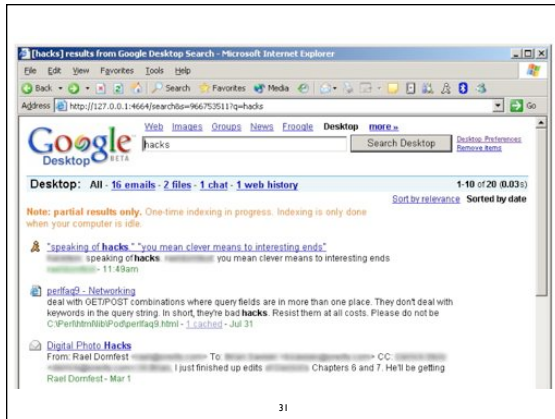 [hacks] results from Google Desktop Search - Microsoft Internet Explorer
File Edit View Favorites Tools Help
Back Search Favorites Media
Address http://127.0.0.1:4664/search&s=966753511?q=hacks Go
Web Images Groups News Froogle Desktop more »
Google Desktop BETA
hacks Search Desktop Desktop Preferences
Remove Items
Desktop: All - 16 emails - 2 files - 1 chat - 1 web history 1-10 of 20 (0.03s)
Sort by relevance Sorted by date
Note: partial results only. One-time indexing in progress. Indexing is only done
when your computer is idle.
"speaking of hacks." "you mean clever means to interesting ends"
speaking of hacks. you mean clever means to interesting ends
- 11:49am
perlfaq9 - Networking
deal with GET/POST combinations where query fields are in more than one place. They don't deal with
keywords in the query string. In short, they're bad hacks. Resist them at all costs. Please do not be
C:\Perl\html\lib\Pod\perlfaq9.html - 1 cached - Jul 31
Digital Photo Hacks
From: Rael Dornfest To: CC:
, I just finished up edits Chapters 6 and 7. He'll be getting
Rael Dornfest - Mar 1
31